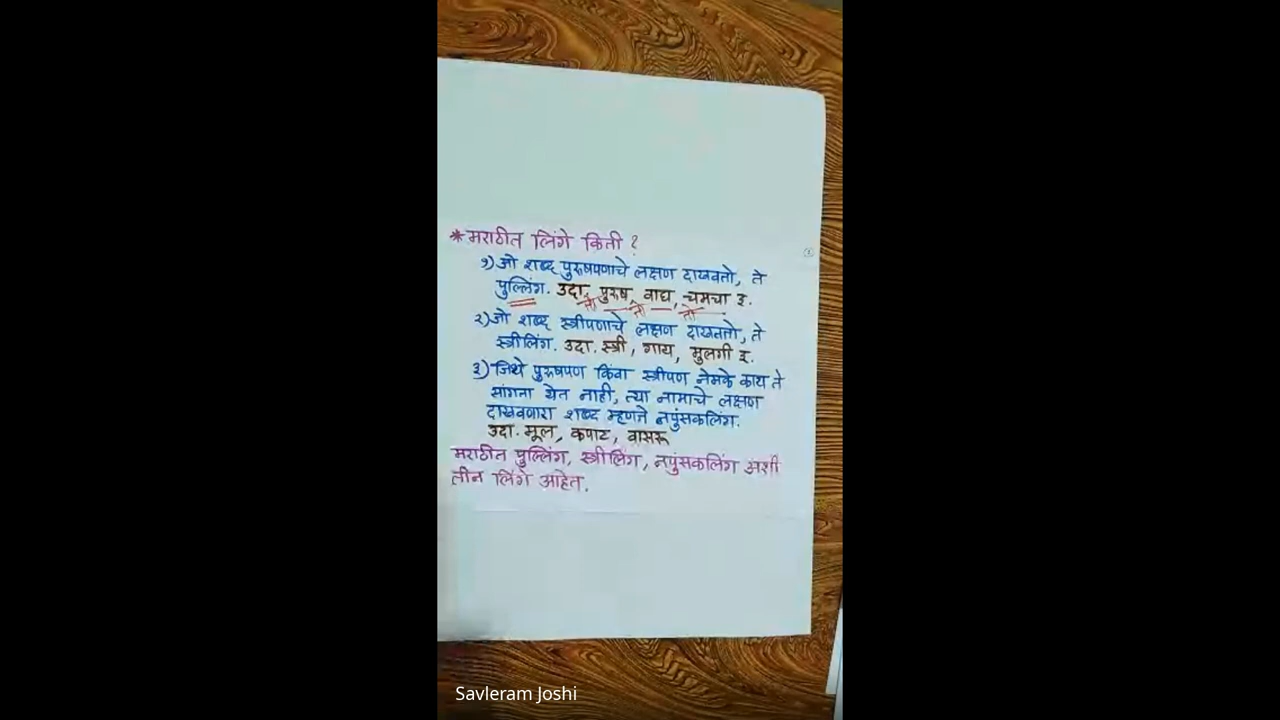 * मराठीत लिंगे किती ?
१) जो शब्द पुरुषपणाचे लक्षण दाखवतो, ते
पुल्लिंग. उदा. पुरुष, वाघ, चमचा इ.
तो तो तो
२) जो शब्द स्त्रीपणाचे लक्षण दाखवतो, ते
स्त्रीलिंग. उदा. स्त्री, गाय, मुलगी इ.
३) जिथे पुरुषपण किंवा स्त्रीपण नेमके काय ते
सांगता येत नाही, त्या नामाचे लक्षण
दाखवणारा शब्द म्हणजे नपुंसकलिंग.
उदा. मूल, कपाट, वासरू
मराठीत पुल्लिंग, स्त्रीलिंग, नपुंसकलिंग अशी
तीन लिंगे आहेत.
Savleram Joshi